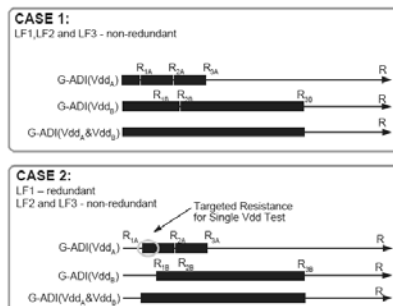 CASE 1:
LF1,LF2 and LF3 - non-redundant
R1A R2A R3A R
G-ADI(VddA)
R1B R2B R3B R
G-ADI(VddB)
R
G-ADI(VddA&VddB)
CASE 2:
LF1 – redundant
LF2 and LF3 - non-redundant
Targeted Resistance
for Single Vdd Test
R1A R2A R3A R
G-ADI(VddA)
R1B R2B R3B R
G-ADI(VddB)
R
G-ADI(VddA&VddB)